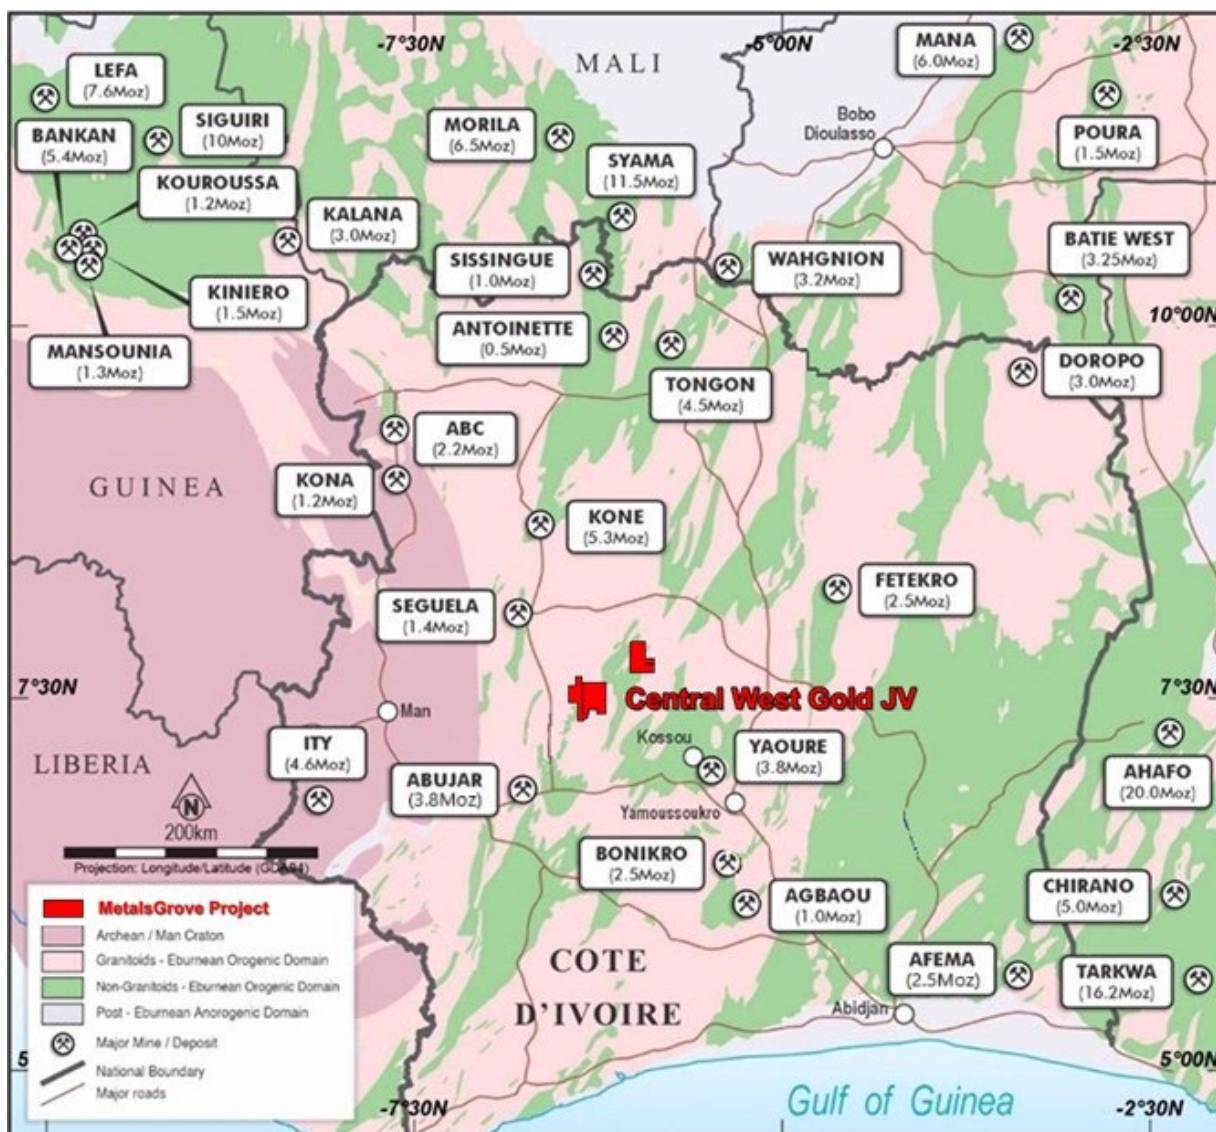 -7°30N
-5°00N
-2°30N
MALI
MANA
(6.0Moz)
LEFA
(7.6Moz)
SIGUIRI
(10Moz)
BANKAN
(5.4Moz)
MORILA
(6.5Moz)
Bobo
Dioulasso
POURA
(1.5Moz)
SYAMA
(11.5Moz)
KOUROUSSA
(1.2Moz)
KALANA
(3.0Moz)
SISSINGUE
(1.0Moz)
WAHGNION
(3.2Moz)
BATIE WEST
(3.25Moz)
KINIERO
(1.5Moz)
ANTOINETTE
(0.5Moz)
10°00N
MANSOUNIA
(1.3Moz)
TONGON
(4.5Moz)
DOROPO
(3.0Moz)
ABC
(2.2Moz)
GUINEA
KONA
(1.2Moz)
KONE
(5.3Moz)
FETEKRO
(2.5Moz)
SEGUELA
(1.4Moz)
7°30N
Central West Gold JV
7°30N
Man
Kossou
LIBERIA
ITY
(4.6Moz)
YAOURE
(3.8Moz)
ABUJAR
(3.8Moz)
AHAFO
(20.0Moz)
N
200km
Yamoussoukro
Projection: Longitude/Latitude (GDA94)
BONIKRO
(2.5Moz)
AGBAOU
(1.0Moz)
CHIRANO
(5.0Moz)
MetalsGrove Project
Archean / Man Craton
Granitoids - Eburnean Orogenic Domain
Non-Granitoids - Eburnean Orogenic Domain
Post - Eburnean Anorogenic Domain
Major Mine / Deposit
National Boundary
Major roads
COTE
D'IVOIRE
AFEMA
(2.5Moz)
TARKWA
(16.2Moz)
Abidjan
5
5°00N
-7°30N
Gulf of Guinea
-2°30N